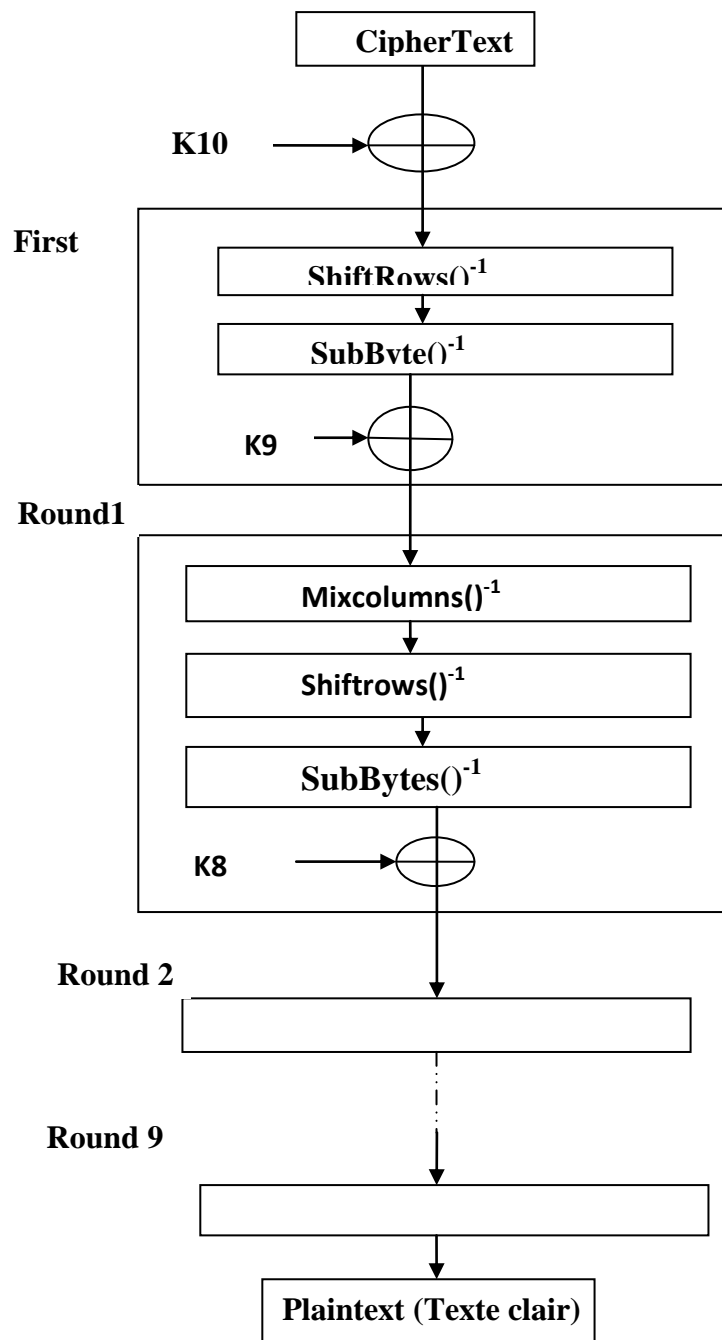 CipherText
K10
First
ShiftRows()-1
SubByte()-1
K9
Round1
Mixcolumns()-1
Shiftrows()-1
SubBytes()-1
K8
Round 2
Round 9
Plaintext (Texte clair)